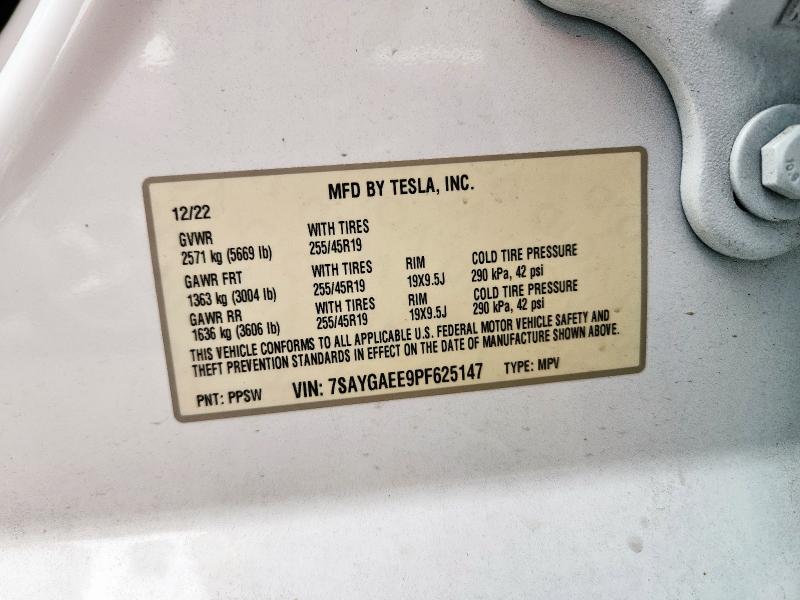 MFD BY TESLA, INC.
12/22
GVWR WITH TIRES
2571 kg (5669 lb) 255/45R19
GAWR FRT WITH TIRES RIM COLD TIRE PRESSURE
1363 kg (3004 lb) 255/45R19 19X9.5J 290 kPa, 42 psi
GAWR RR WITH TIRES RIM COLD TIRE PRESSURE
1636 kg (3606 lb) 255/45R19 19X9.5J 290 kPa, 42 psi
THIS VEHICLE CONFORMS TO ALL APPLICABLE U.S. FEDERAL MOTOR VEHICLE SAFETY AND
THEFT PREVENTION STANDARDS IN EFFECT ON THE DATE OF MANUFACTURE SHOWN ABOVE.
PNT: PPSW VIN: 7SAYGAEE9PF625147 TYPE: MPV